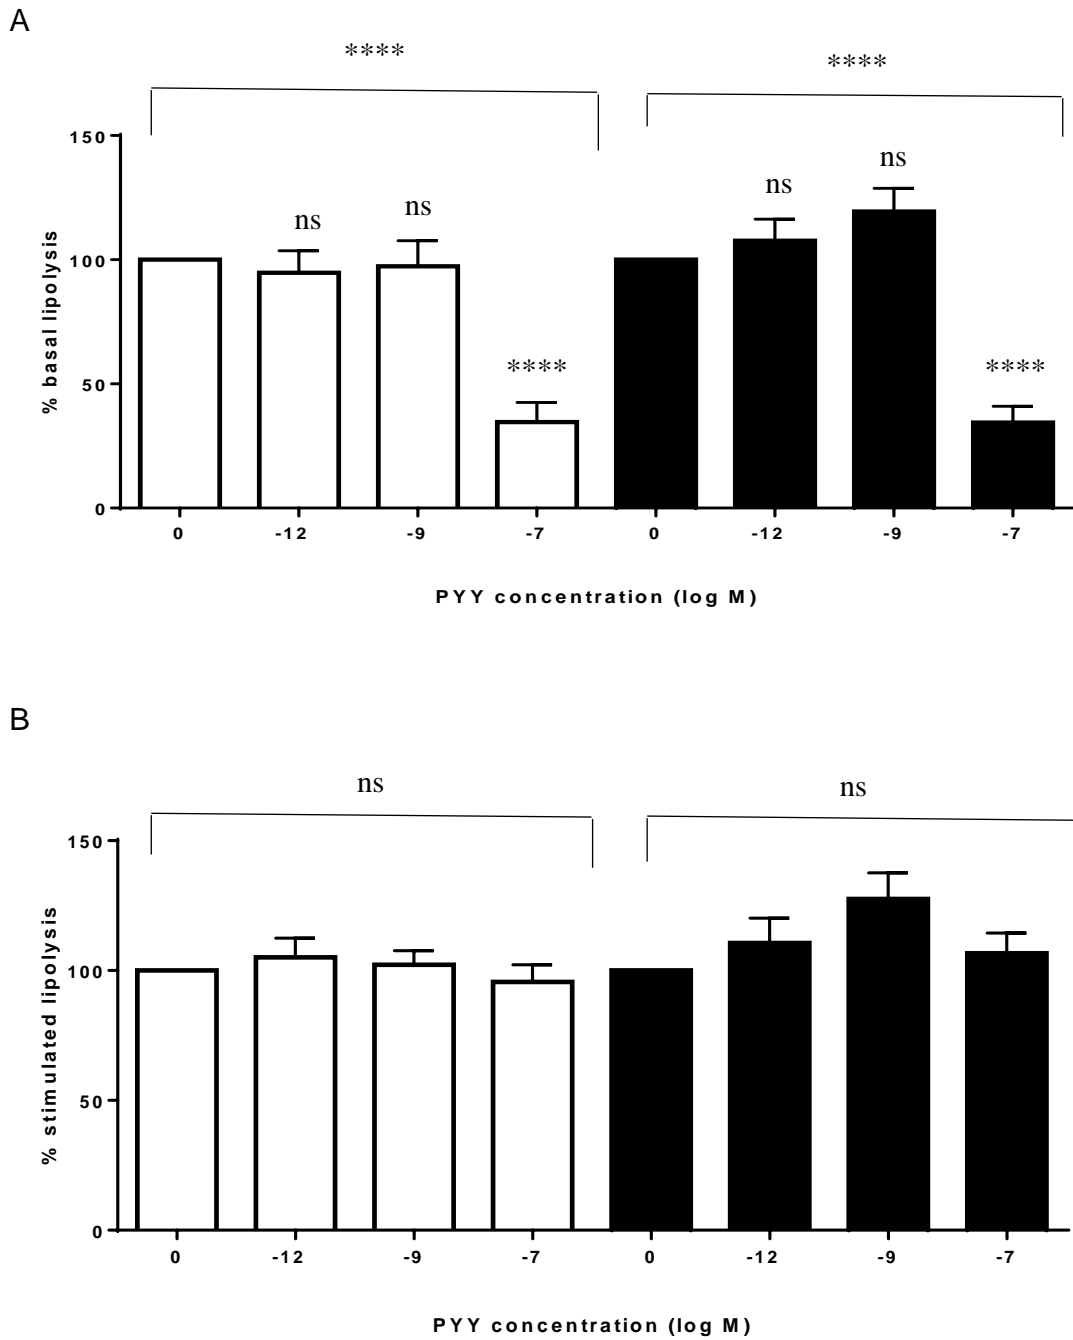 A
****
****
150
ns
ns
ns
ns
100
% basal lipolysis
50
****
****
0
0 -12 -9 -7 0 -12 -9 -7
PYY concentration (log M)
B
ns
ns
150
100
% stimulated lipolysis
50
0
0 -12 -9 -7 0 -12 -9 -7
PYY concentration (log M)